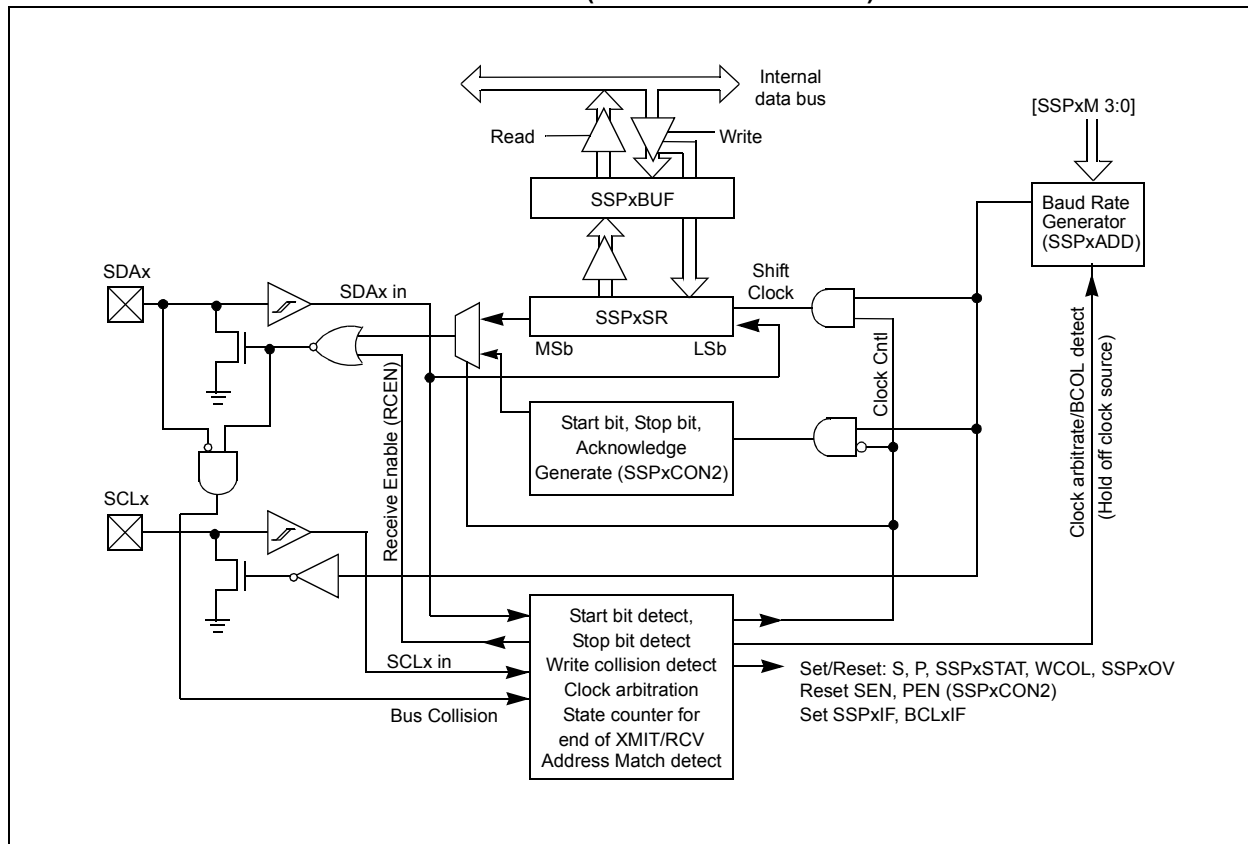 Internal
data bus
[SSPxM 3:0]
Read
Write
SSPxBUF
Baud Rate
Generator
(SSPxADD)
SDAx
SDAx in
Shift
Clock
SSPxSR
MSb
LSb
Receive Enable (RCEN)
Start bit, Stop bit,
Acknowledge
Generate (SSPxCON2)
Clock Cntl
Clock arbitrate/BCOL detect
(Hold off clock source)
SCLx
SCLx in
Bus Collision
Start bit detect,
Stop bit detect
Write collision detect
Clock arbitration
State counter for
end of XMIT/RCV
Address Match detect
Set/Reset: S, P, SSPxSTAT, WCOL, SSPxOV
Reset SEN, PEN (SSPxCON2)
Set SSPxIF, BCLxIF